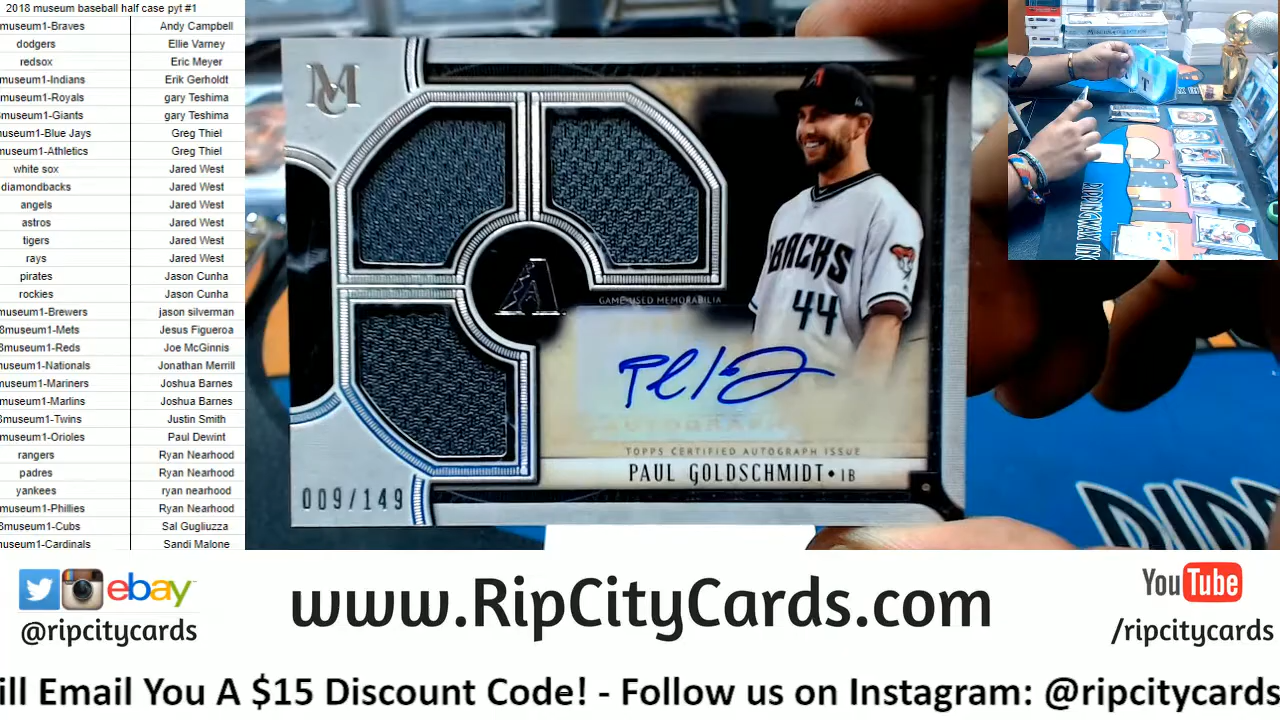 2018 museum baseball half case pyt #1
museum1-Braves Andy Campbell
dodgers Ellie Varney
redsox Eric Meyer
museum1-Indians Erik Gerholdt
museum1-Royals gary Teshima
museum1-Giants gary Teshima
museum1-Blue Jays Greg Thiel
museum1-Athletics Greg Thiel
white sox Jared West
diamondbacks Jared West
angels Jared West
astros Jared West
tigers Jared West
rays Jared West
pirates Jason Cunha
rockies Jason Cunha
museum1-Brewers jason silverman
8museum1-Mets Jesus Figueroa
8museum1-Reds Joe McGinnis
museum1-Nationals Jonathan Merrill
museum1-Mariners Joshua Barnes
museum1-Marlins Joshua Barnes
museum1-Twins Justin Smith
museum1-Orioles Paul Dewint
rangers Ryan Nearhood
padres Ryan Nearhood
yankees ryan nearhood
museum1-Phillies Ryan Nearhood
8museum1-Cubs Sal Gugliuzza
museum1-Cardinals Sandi Malone
MC
A
BACKS
44
GAME-USED MEMORABILIA
AUTOGRAPH
TOPPS CERTIFIED AUTOGRAPH ISSUE
PAUL GOLDSCHMIDT • 1B
009/149
ebay
@ripcitycards
www.RipCityCards.com
YouTube
/ripcitycards
ill Email You A $15 Discount Code! - Follow us on Instagram: @ripcitycards